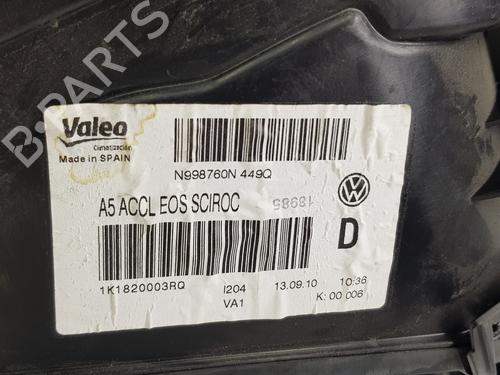 B-PARTS
Valeo
Climatización
Made in SPAIN
N998760N 449Q
A5 ACCL EOS SCIROC
18985
D
1K1820003RQ
I204
13.09.10
10:36
VA1
K: 00 006